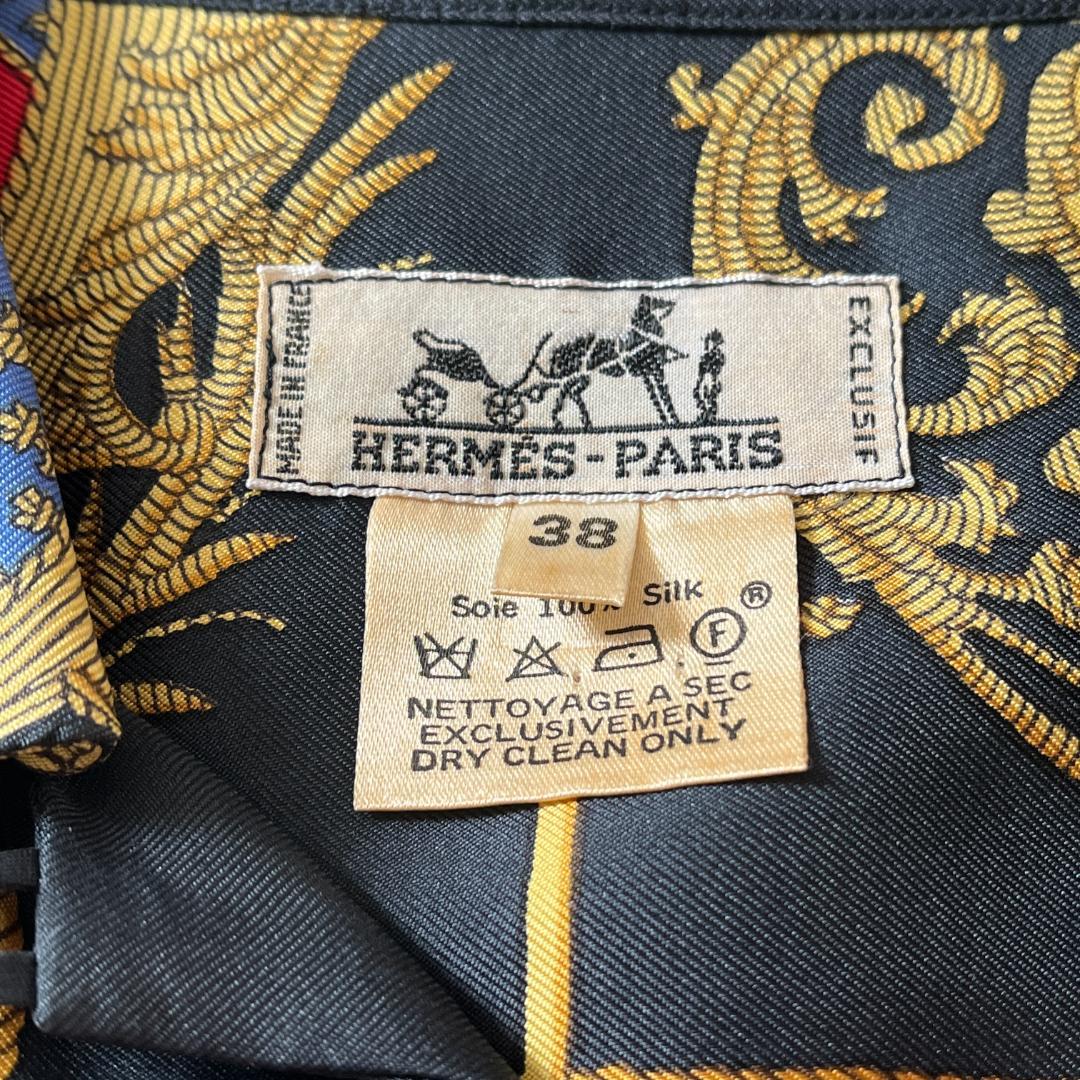 MADE IN FRANCE
HERMÈS-PARIS
EXCLUSIF
38
Soie 100% Silk
F ®
NETTOYAGE A SEC
EXCLUSIVEMENT
DRY CLEAN ONLY